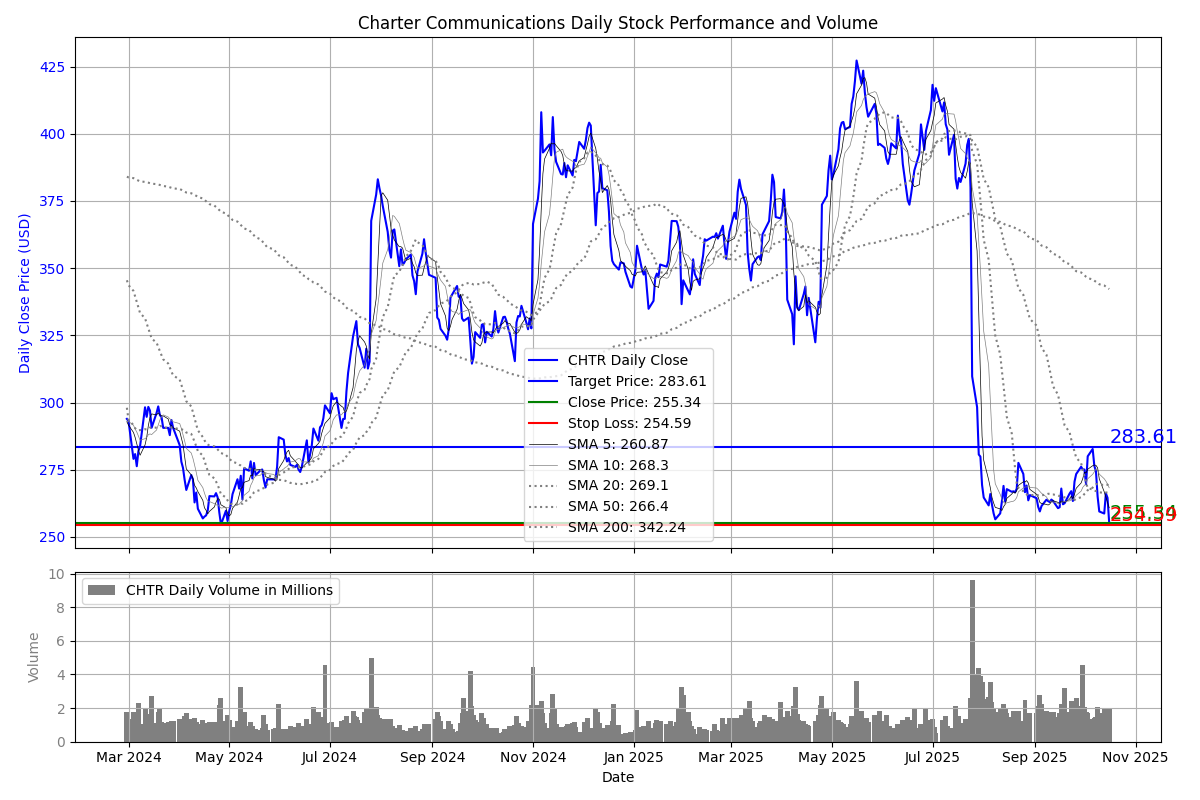 Charter Communications Daily Stock Performance and Volume
Daily Close Price (USD)
425
400
375
350
325
300
275
250
CHTR Daily Close
Target Price: 283.61
Close Price: 255.34
Stop Loss: 254.59
SMA 5: 260.87
SMA 10: 268.3
SMA 20: 269.1
SMA 50: 266.4
SMA 200: 342.24
283.61
255.34
254.59
Volume
10
8
6
4
2
0
CHTR Daily Volume in Millions
Mar 2024 May 2024 Jul 2024 Sep 2024 Nov 2024 Jan 2025 Mar 2025 May 2025 Jul 2025 Sep 2025 Nov 2025
Date